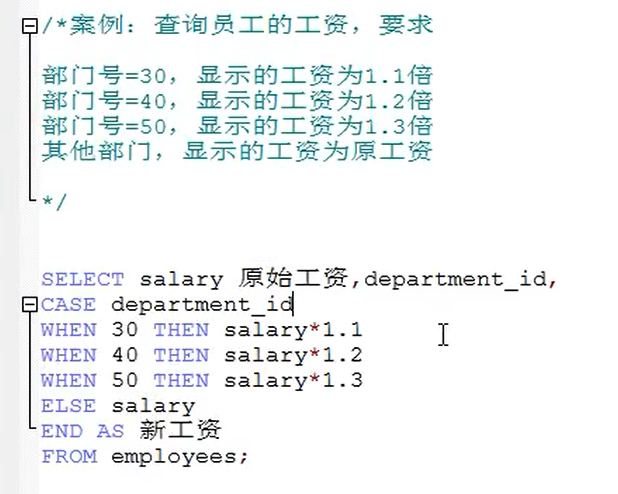 /*案例：查询员工的工资，要求
部门号=30，显示的工资为1.1倍
部门号=40，显示的工资为1.2倍
部门号=50，显示的工资为1.3倍
其他部门，显示的工资为原工资
*/
SELECT salary 原始工资,department_id,
CASE department_id
WHEN 30 THEN salary*1.1
WHEN 40 THEN salary*1.2
WHEN 50 THEN salary*1.3
ELSE salary
END AS 新工资
FROM employees;